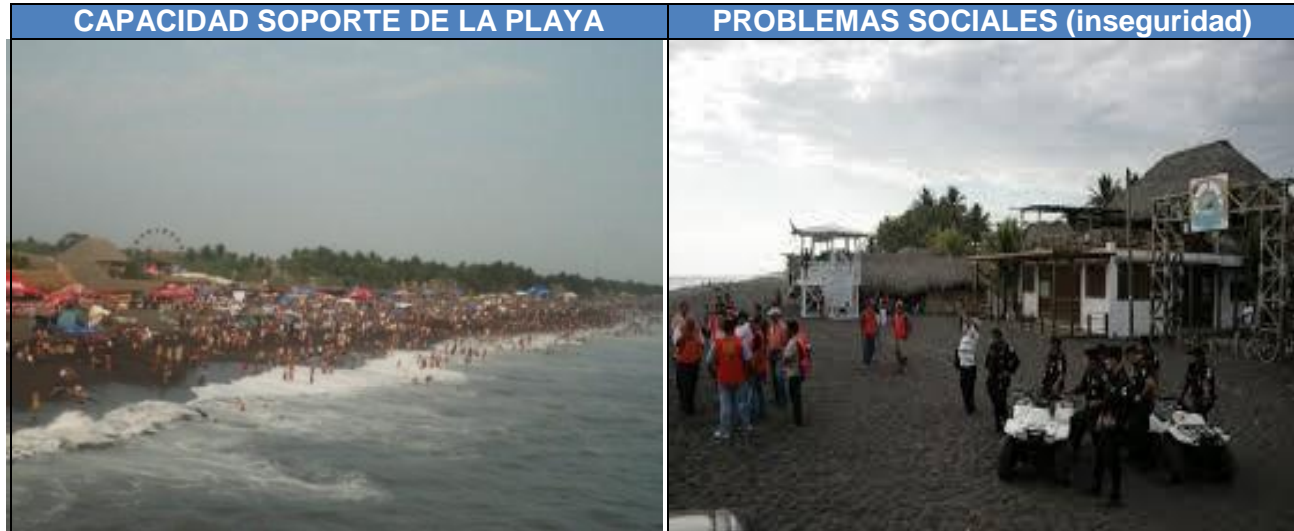 CAPACIDAD SOPORTE DE LA PLAYA
PROBLEMAS SOCIALES (inseguridad)